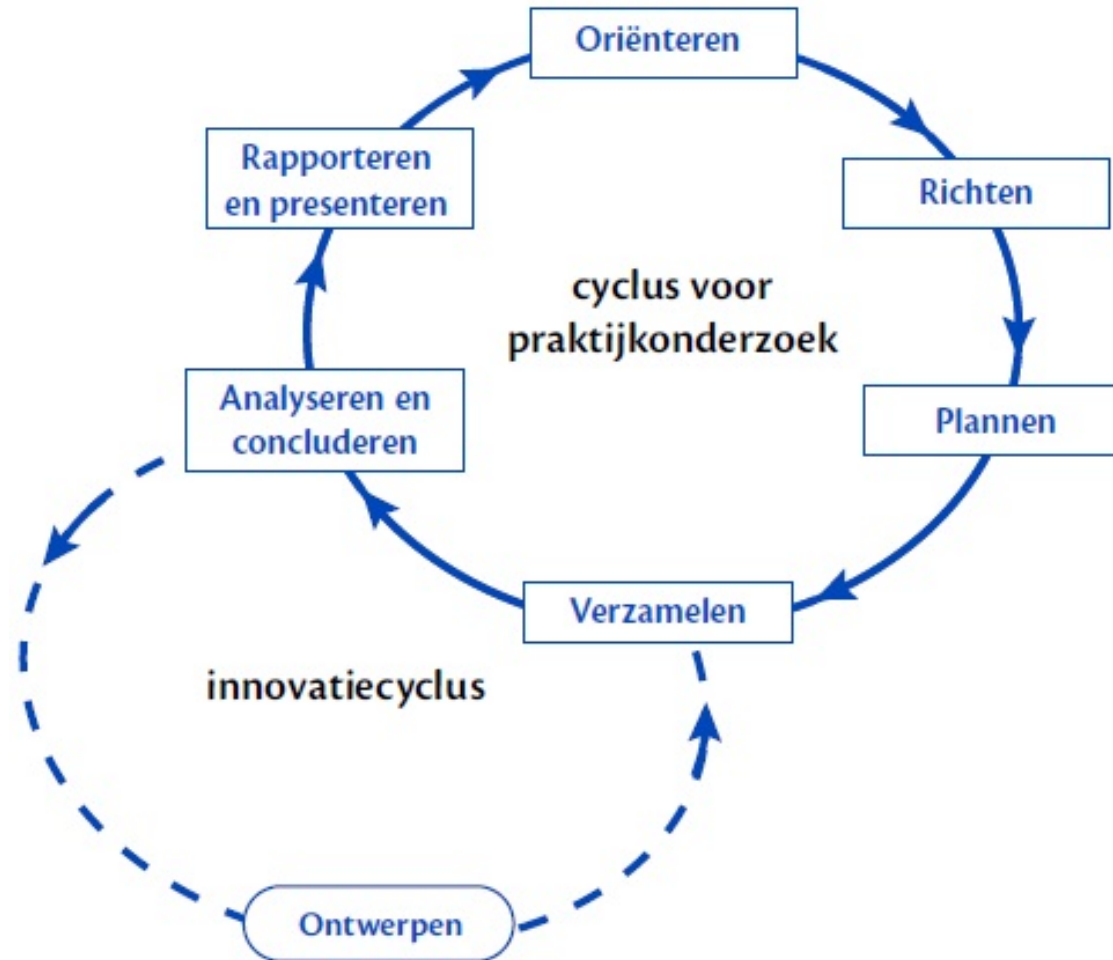 Oriënteren
Richten
Plannen
Verzamelen
Analyseren en
concluderen
Rapporteren
en presenteren
cyclus voor
praktijkonderzoek
innovatiecyclus
Ontwerpen